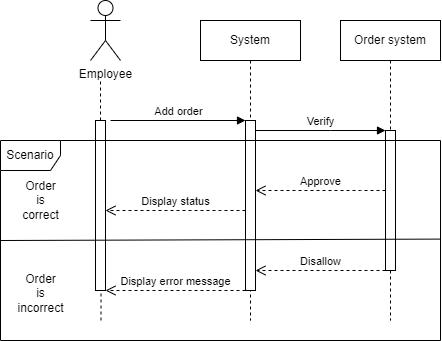 Employee
System
Order system
Add order
Verify
Scenario
Order
is
correct
Approve
Display status
Order
is
incorrect
Disallow
Display error message